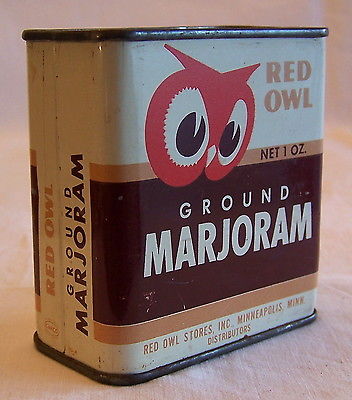 RED
OWL
NET 1 OZ.
GROUND
MARJORAM
RED OWL STORES, INC., MINNEAPOLIS, MINN.
DISTRIBUTORS
RED OWL
GROUND
MARJORAM